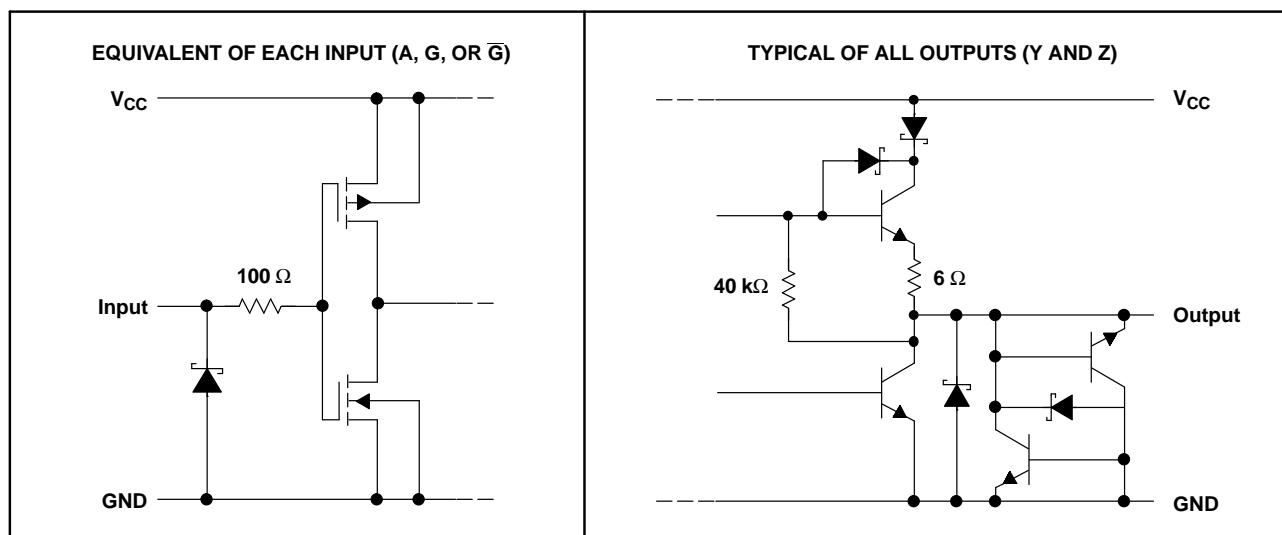 EQUIVALENT OF EACH INPUT (A, G, OR G̅)
VCC
100 Ω
Input
GND
TYPICAL OF ALL OUTPUTS (Y AND Z)
VCC
40 kΩ
6 Ω
Output
GND